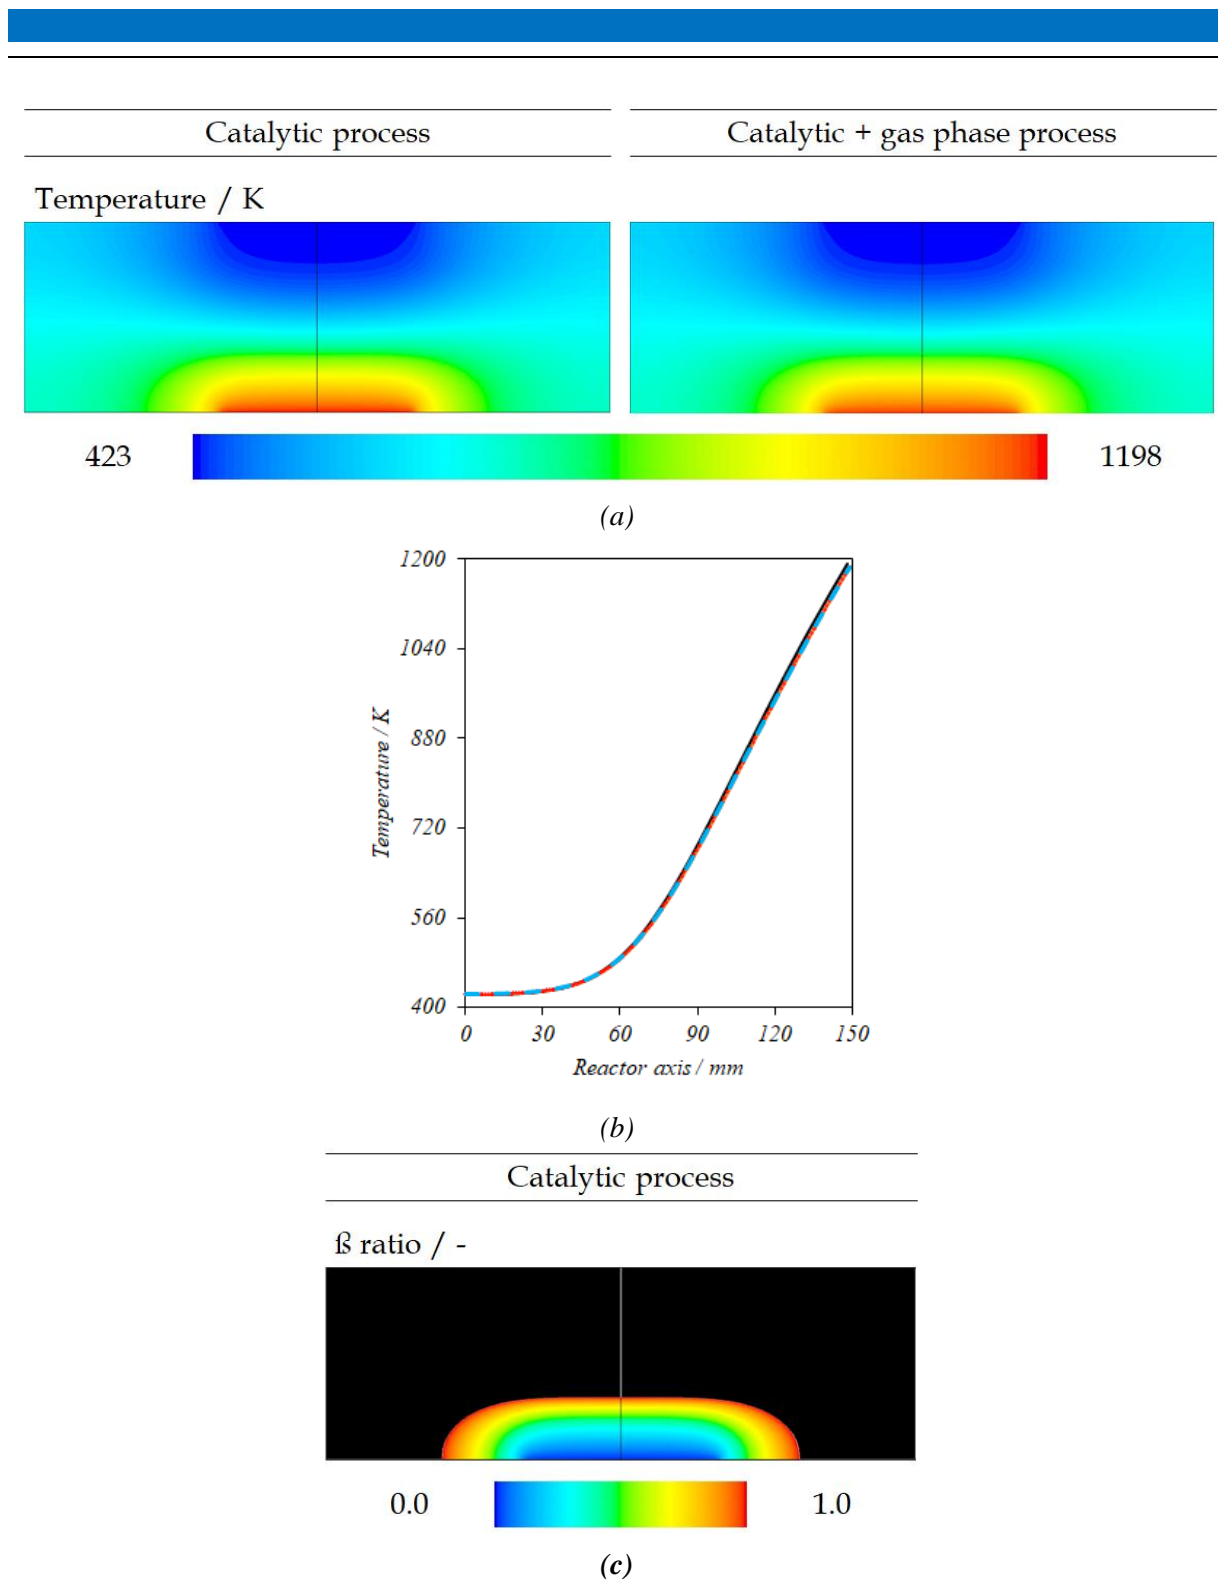 Catalytic process
Catalytic + gas phase process
Temperature / K
423
1198
(a)
1200
1040
880
720
560
400
Temperature / K
0 30 60 90 120 150
Reactor axis / mm
(b)
Catalytic process
ß ratio / -
0.0
1.0
(c)